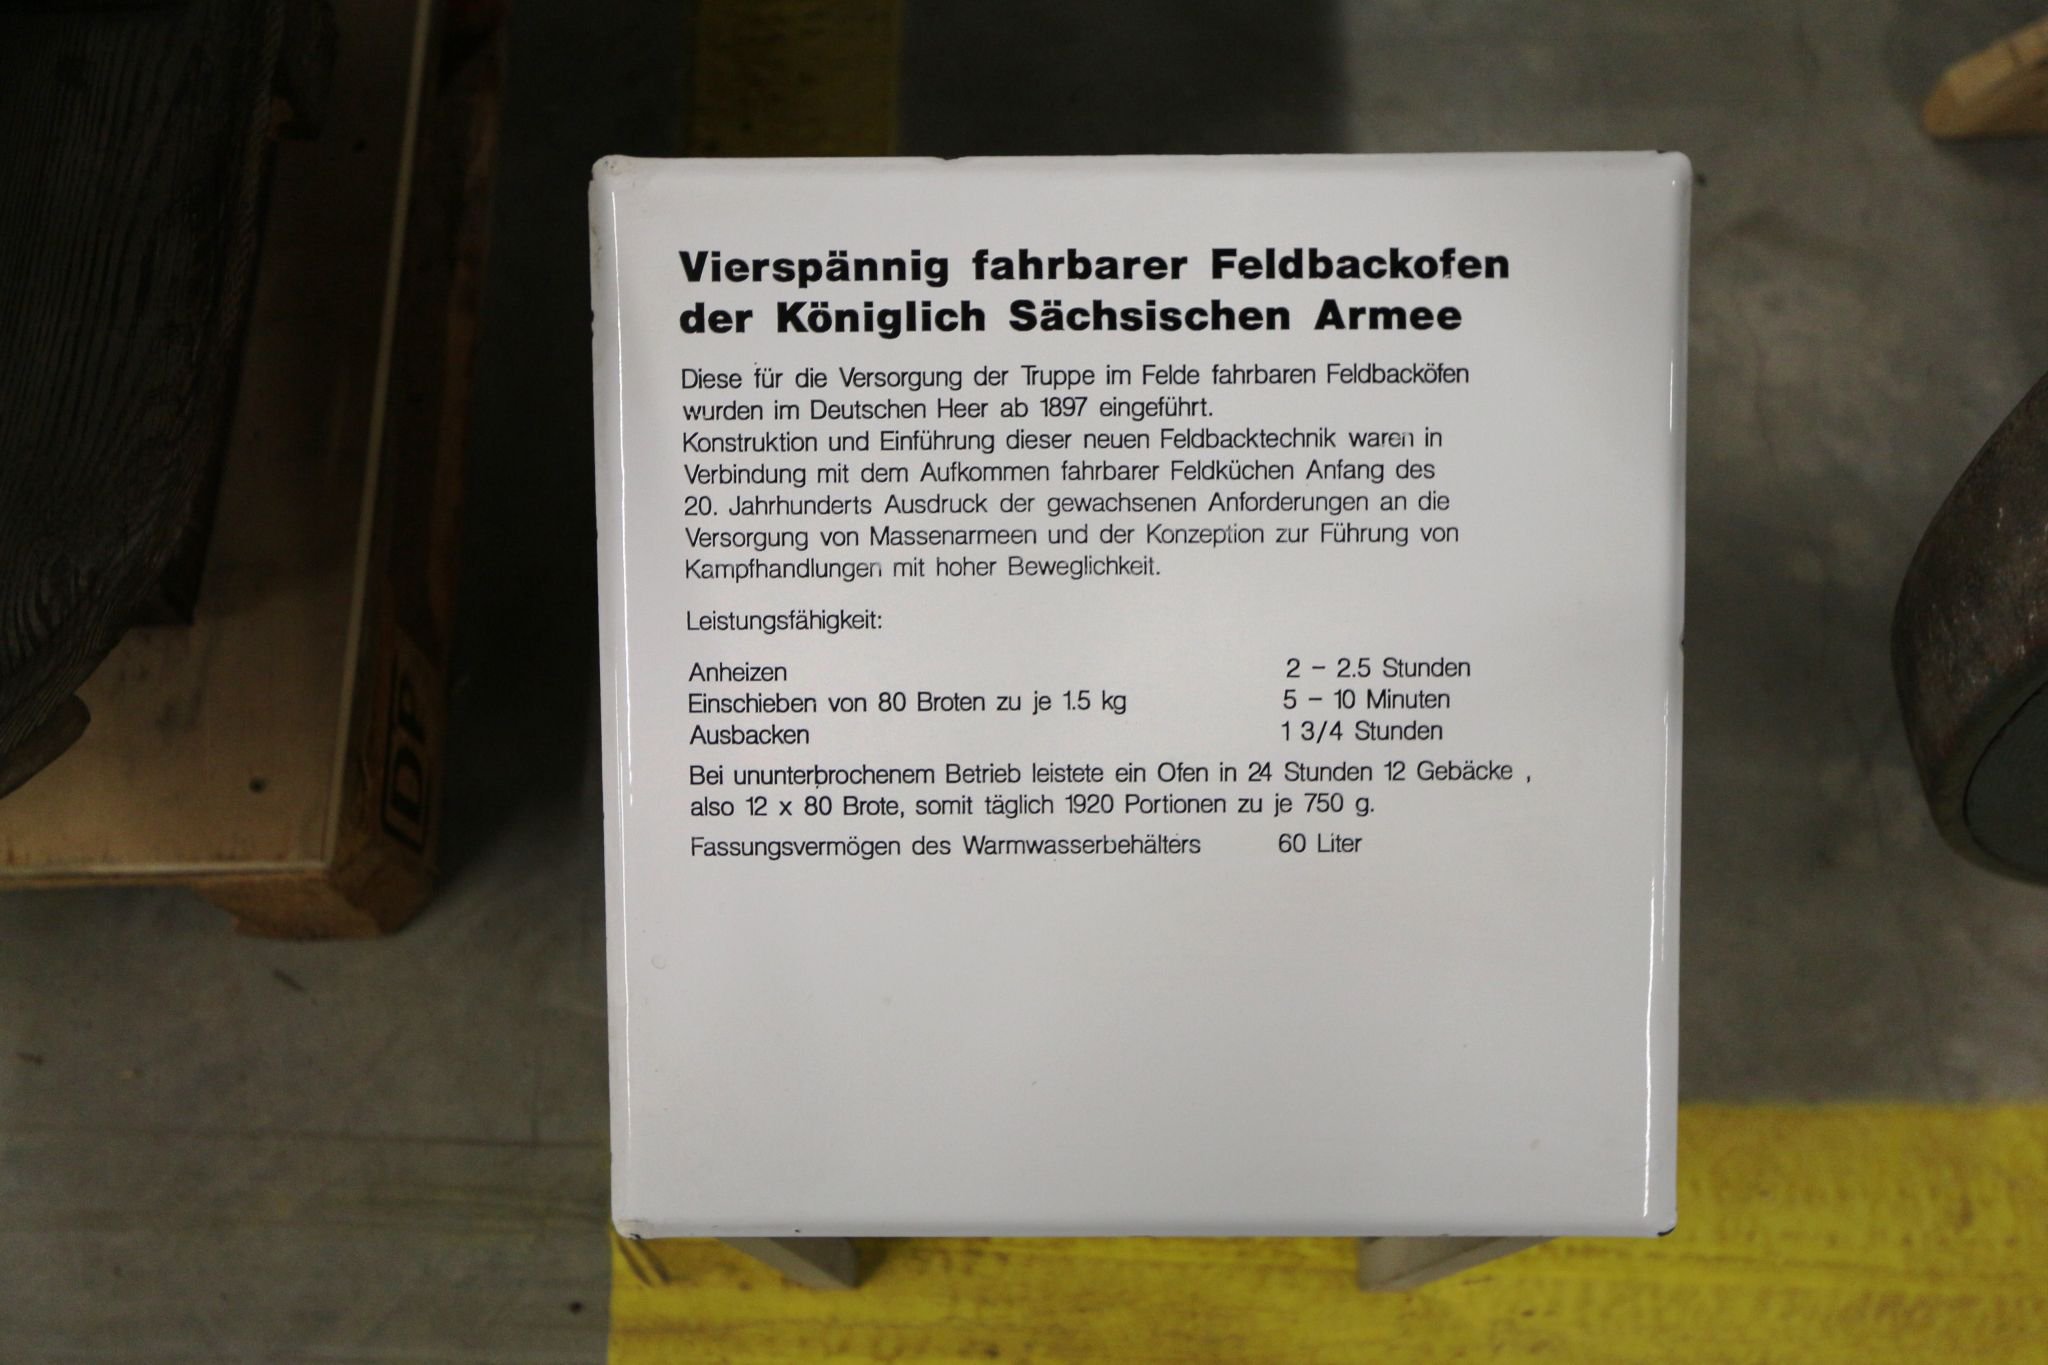 Vierspännig fahrbarer Feldbackofen
der Königlich Sächsischen Armee
Diese für die Versorgung der Truppe im Felde fahrbaren Feldbacköfen
wurden im Deutschen Heer ab 1897 eingeführt.
Konstruktion und Einführung dieser neuen Feldbacktechnik waren in
Verbindung mit dem Aufkommen fahrbarer Feldküchen Anfang des
20. Jahrhunderts Ausdruck der gewachsenen Anforderungen an die
Versorgung von Massenarmeen und der Konzeption zur Führung von
Kampfhandlungen mit hoher Beweglichkeit.
Leistungsfähigkeit:
Anheizen 2 – 2.5 Stunden
Einschieben von 80 Broten zu je 1.5 kg 5 – 10 Minuten
Ausbacken 1 3/4 Stunden
Bei ununterbrochenem Betrieb leistete ein Ofen in 24 Stunden 12 Gebäcke ,
also 12 x 80 Brote, somit täglich 1920 Portionen zu je 750 g.
Fassungsvermögen des Warmwasserbehälters 60 Liter